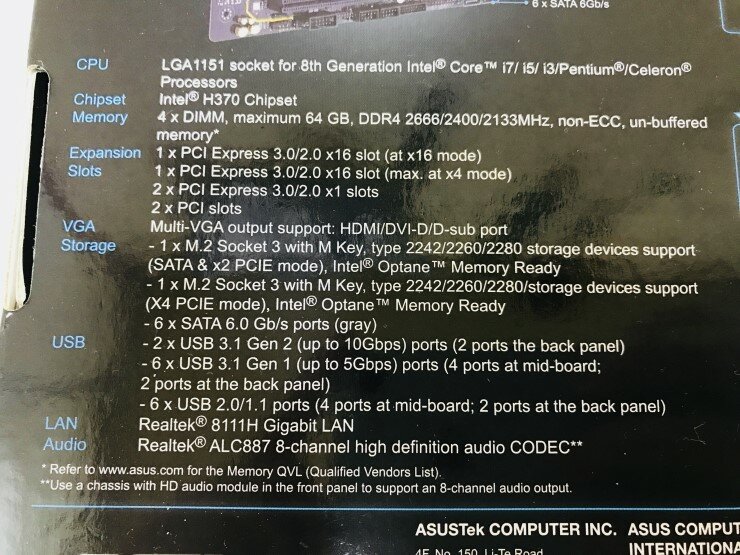 6 x SATA 6Gb/s
CPU LGA1151 socket for 8th Generation Intel® Core™ i7/ i5/ i3/Pentium®/Celeron®
Processors
Chipset Intel® H370 Chipset
Memory 4 x DIMM, maximum 64 GB, DDR4 2666/2400/2133MHz, non-ECC, un-buffered
memory*
Expansion 1 x PCI Express 3.0/2.0 x16 slot (at x16 mode)
Slots 1 x PCI Express 3.0/2.0 x16 slot (max. at x4 mode)
2 x PCI Express 3.0/2.0 x1 slots
2 x PCI slots
VGA Multi-VGA output support: HDMI/DVI-D/D-sub port
Storage - 1 x M.2 Socket 3 with M Key, type 2242/2260/2280 storage devices support
(SATA & x2 PCIE mode), Intel® Optane™ Memory Ready
- 1 x M.2 Socket 3 with M Key, type 2242/2260/2280/storage devices support
(X4 PCIE mode), Intel® Optane™ Memory Ready
- 6 x SATA 6.0 Gb/s ports (gray)
USB - 2 x USB 3.1 Gen 2 (up to 10Gbps) ports (2 ports the back panel)
- 6 x USB 3.1 Gen 1 (up to 5Gbps) ports (4 ports at mid-board;
2 ports at the back panel)
- 6 x USB 2.0/1.1 ports (4 ports at mid-board; 2 ports at the back panel)
LAN Realtek® 8111H Gigabit LAN
Audio Realtek® ALC887 8-channel high definition audio CODEC**
* Refer to www.asus.com for the Memory QVL (Qualified Vendors List).
**Use a chassis with HD audio module in the front panel to support an 8-channel audio output.
ASUSTek COMPUTER INC. ASUS COMPUT
INTERNATIONA
4F, No. 150, Li-Te Road